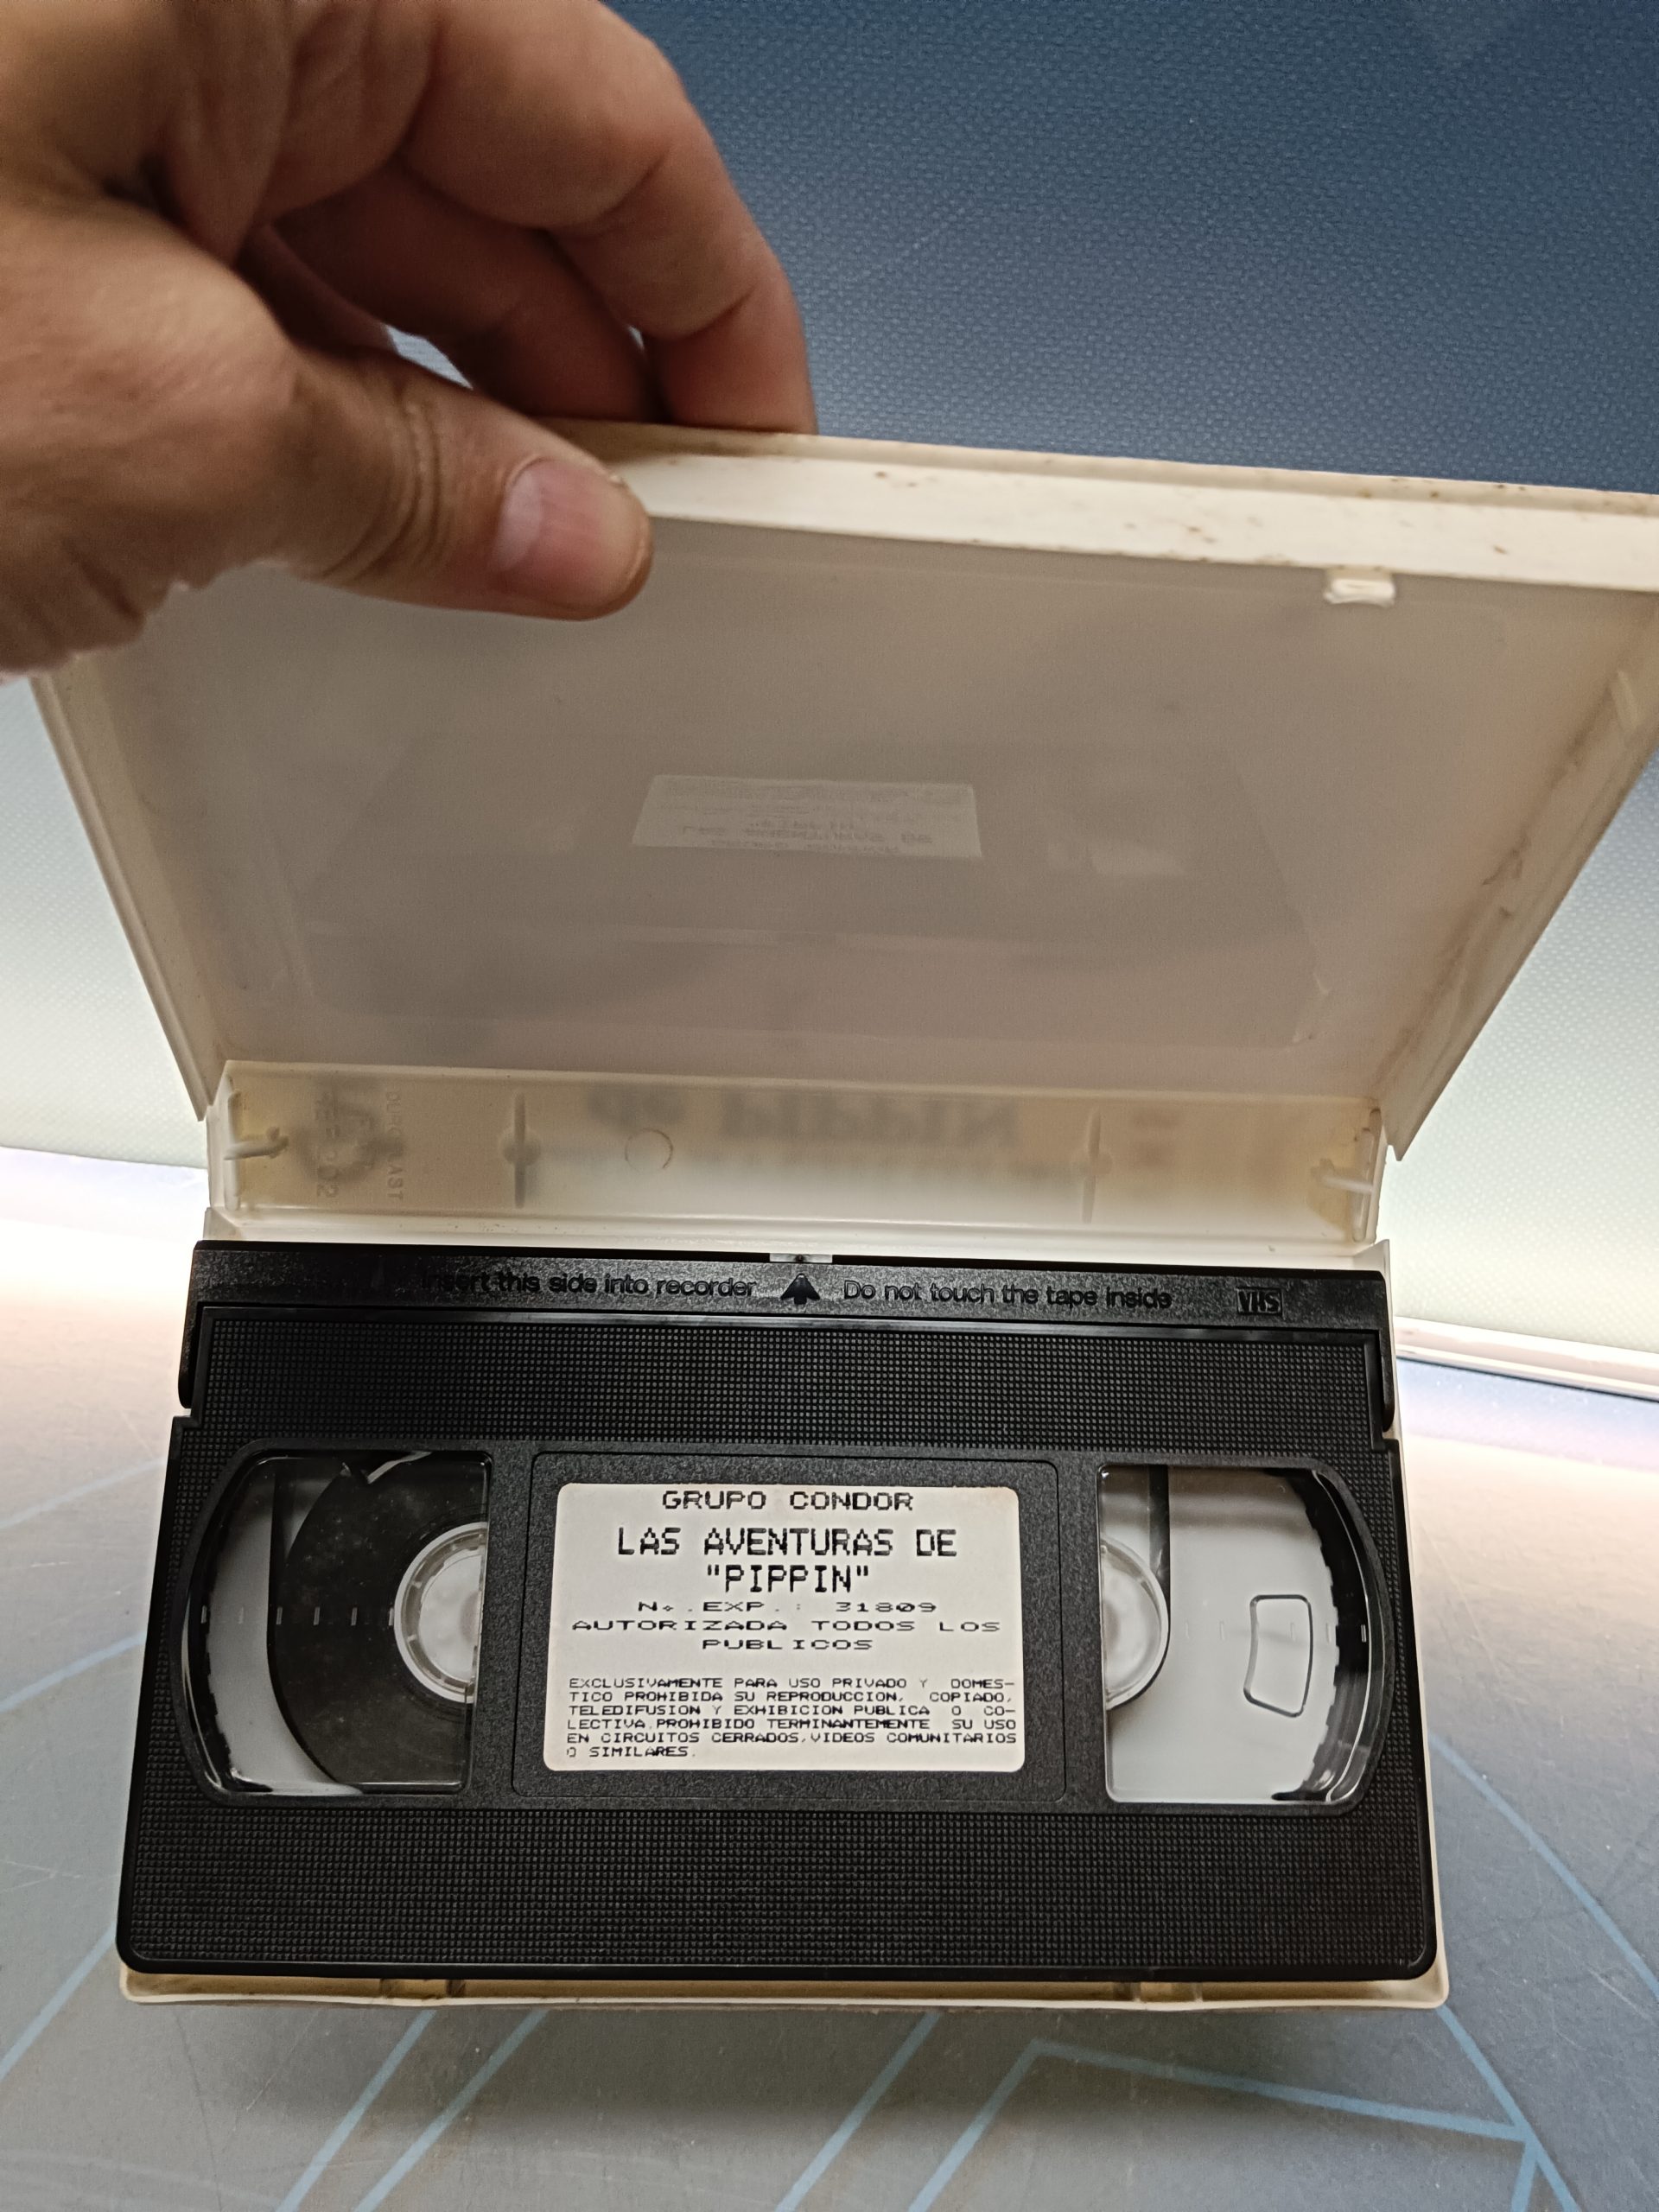 de PIPPIN
insert this side into recorder Do not touch the tape inside VHS
GRUPO CONDOR
LAS AVENTURAS DE
"PIPPIN"
Nº.EXP.: 31809
AUTORIZADA TODOS LOS
PUBLICOS
EXCLUSIVAMENTE PARA USO PRIVADO Y DOMES-
TICO PROHIBIDA SU REPRODUCCION, COPIADO,
TELEDIFUSION Y EXHIBICION PUBLICA O CO-
LECTIVA,PROHIBIDO TERMINANTEMENTE SU USO
EN CIRCUITOS CERRADOS,VIDEOS COMUNITARIOS
O SIMILARES.